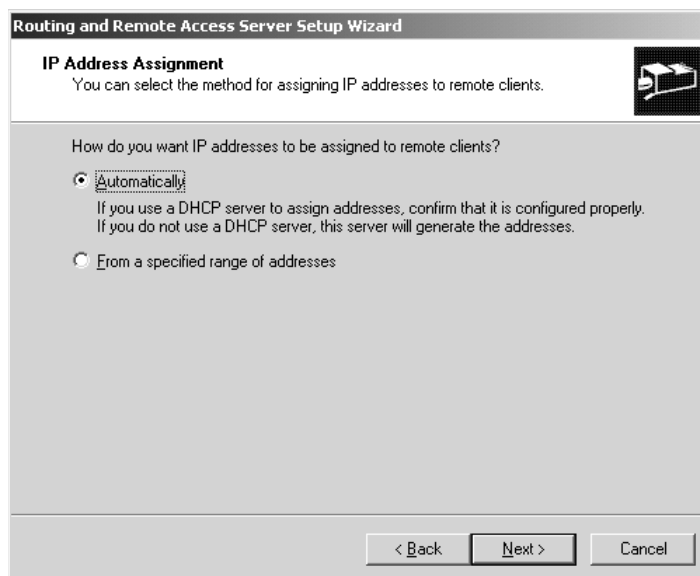 Routing and Remote Access Server Setup Wizard
IP Address Assignment
You can select the method for assigning IP addresses to remote clients.
How do you want IP addresses to be assigned to remote clients?
Automatically
If you use a DHCP server to assign addresses, confirm that it is configured properly.
If you do not use a DHCP server, this server will generate the addresses.
From a specified range of addresses
< Back Next > Cancel